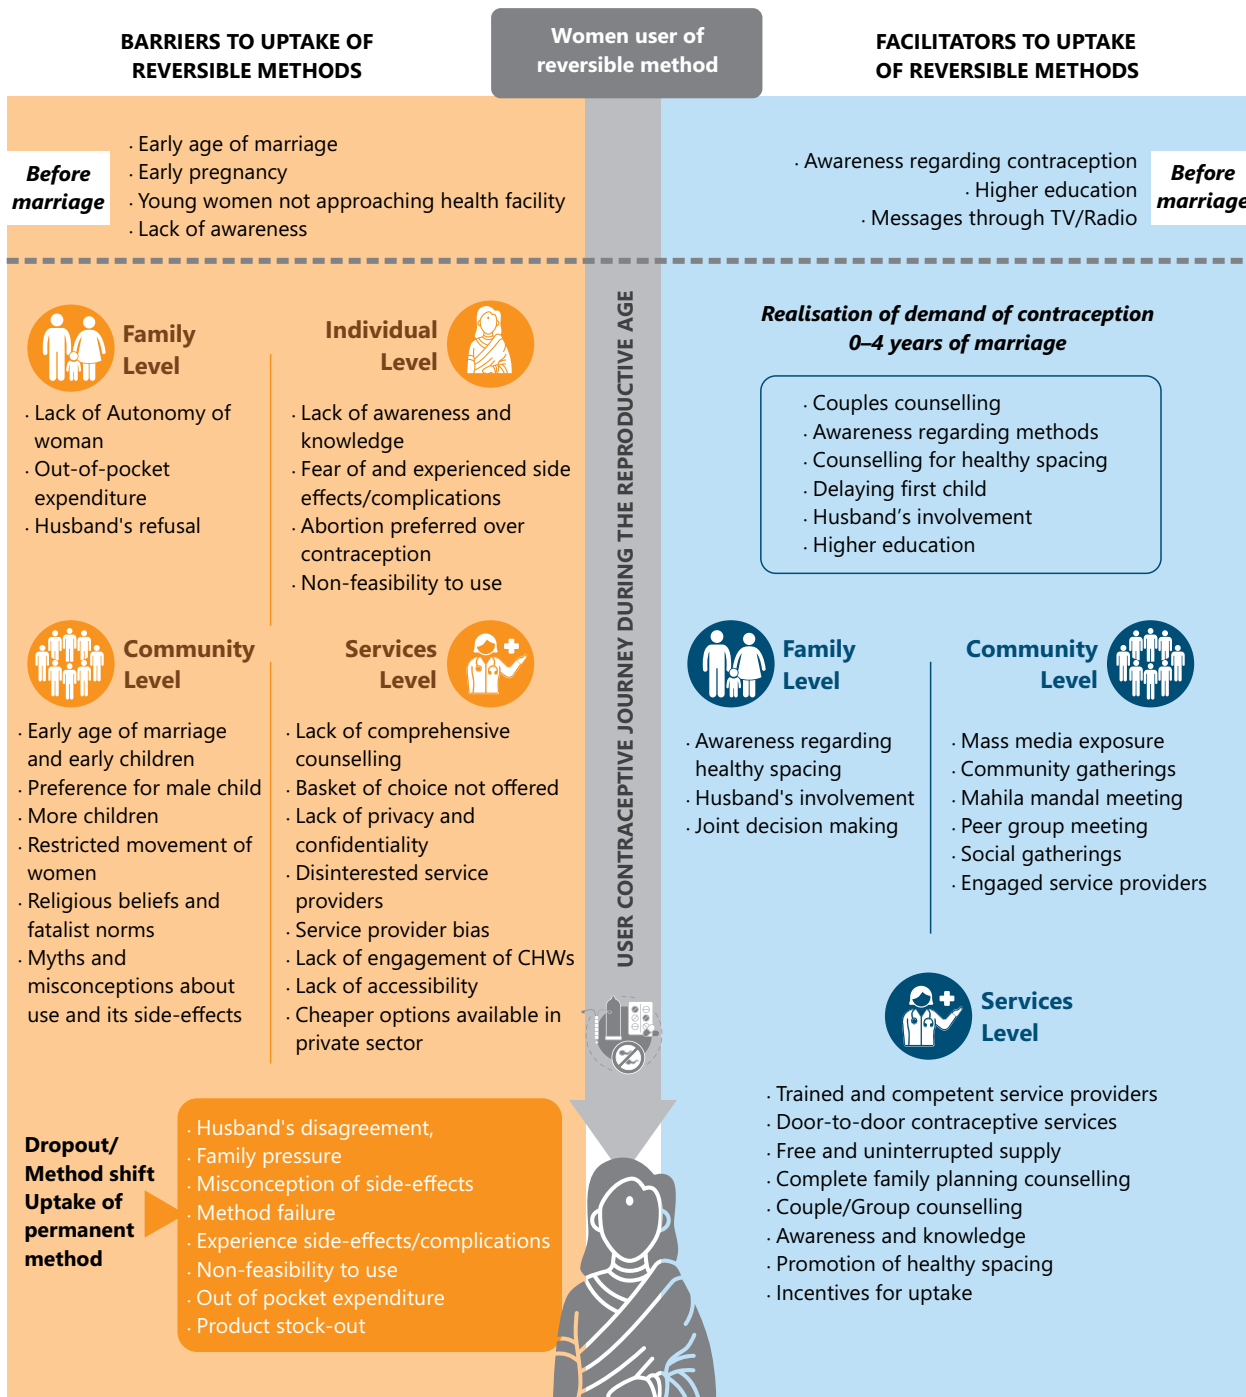 BARRIERS TO UPTAKE OF
REVERSIBLE METHODS
Women user of
reversible method
FACILITATORS TO UPTAKE
OF REVERSIBLE METHODS
Before
marriage
· Early age of marriage
· Early pregnancy
· Young women not approaching health facility
· Lack of awareness
· Awareness regarding contraception
· Higher education
· Messages through TV/Radio
Before
marriage
Family
Level
· Lack of Autonomy of
woman
· Out-of-pocket
expenditure
· Husband's refusal
Individual
Level
· Lack of awareness and
knowledge
· Fear of and experienced side
effects/complications
· Abortion preferred over
contraception
· Non-feasibility to use
Community
Level
· Early age of marriage
and early children
· Preference for male child
· More children
· Restricted movement of
women
· Religious beliefs and
fatalist norms
· Myths and
misconceptions about
use and its side-effects
Services
Level
· Lack of comprehensive
counselling
· Basket of choice not offered
· Lack of privacy and
confidentiality
· Disinterested service
providers
· Service provider bias
· Lack of engagement of CHWs
· Lack of accessibility
· Cheaper options available in
private sector
Dropout/
Method shift
Uptake of
permanent
method
· Husband's disagreement,
· Family pressure
· Misconception of side-effects
· Method failure
· Experience side-effects/complications
· Non-feasibility to use
· Out of pocket expenditure
· Product stock-out
USER CONTRACEPTIVE JOURNEY DURING THE REPRODUCTIVE AGE
Realisation of demand of contraception
0–4 years of marriage
· Couples counselling
· Awareness regarding methods
· Counselling for healthy spacing
· Delaying first child
· Husband's involvement
· Higher education
Family
Level
· Awareness regarding
healthy spacing
· Husband's involvement
· Joint decision making
Community
Level
· Mass media exposure
· Community gatherings
· Mahila mandal meeting
· Peer group meeting
· Social gatherings
· Engaged service providers
Services
Level
· Trained and competent service providers
· Door-to-door contraceptive services
· Free and uninterrupted supply
· Complete family planning counselling
· Couple/Group counselling
· Awareness and knowledge
· Promotion of healthy spacing
· Incentives for uptake